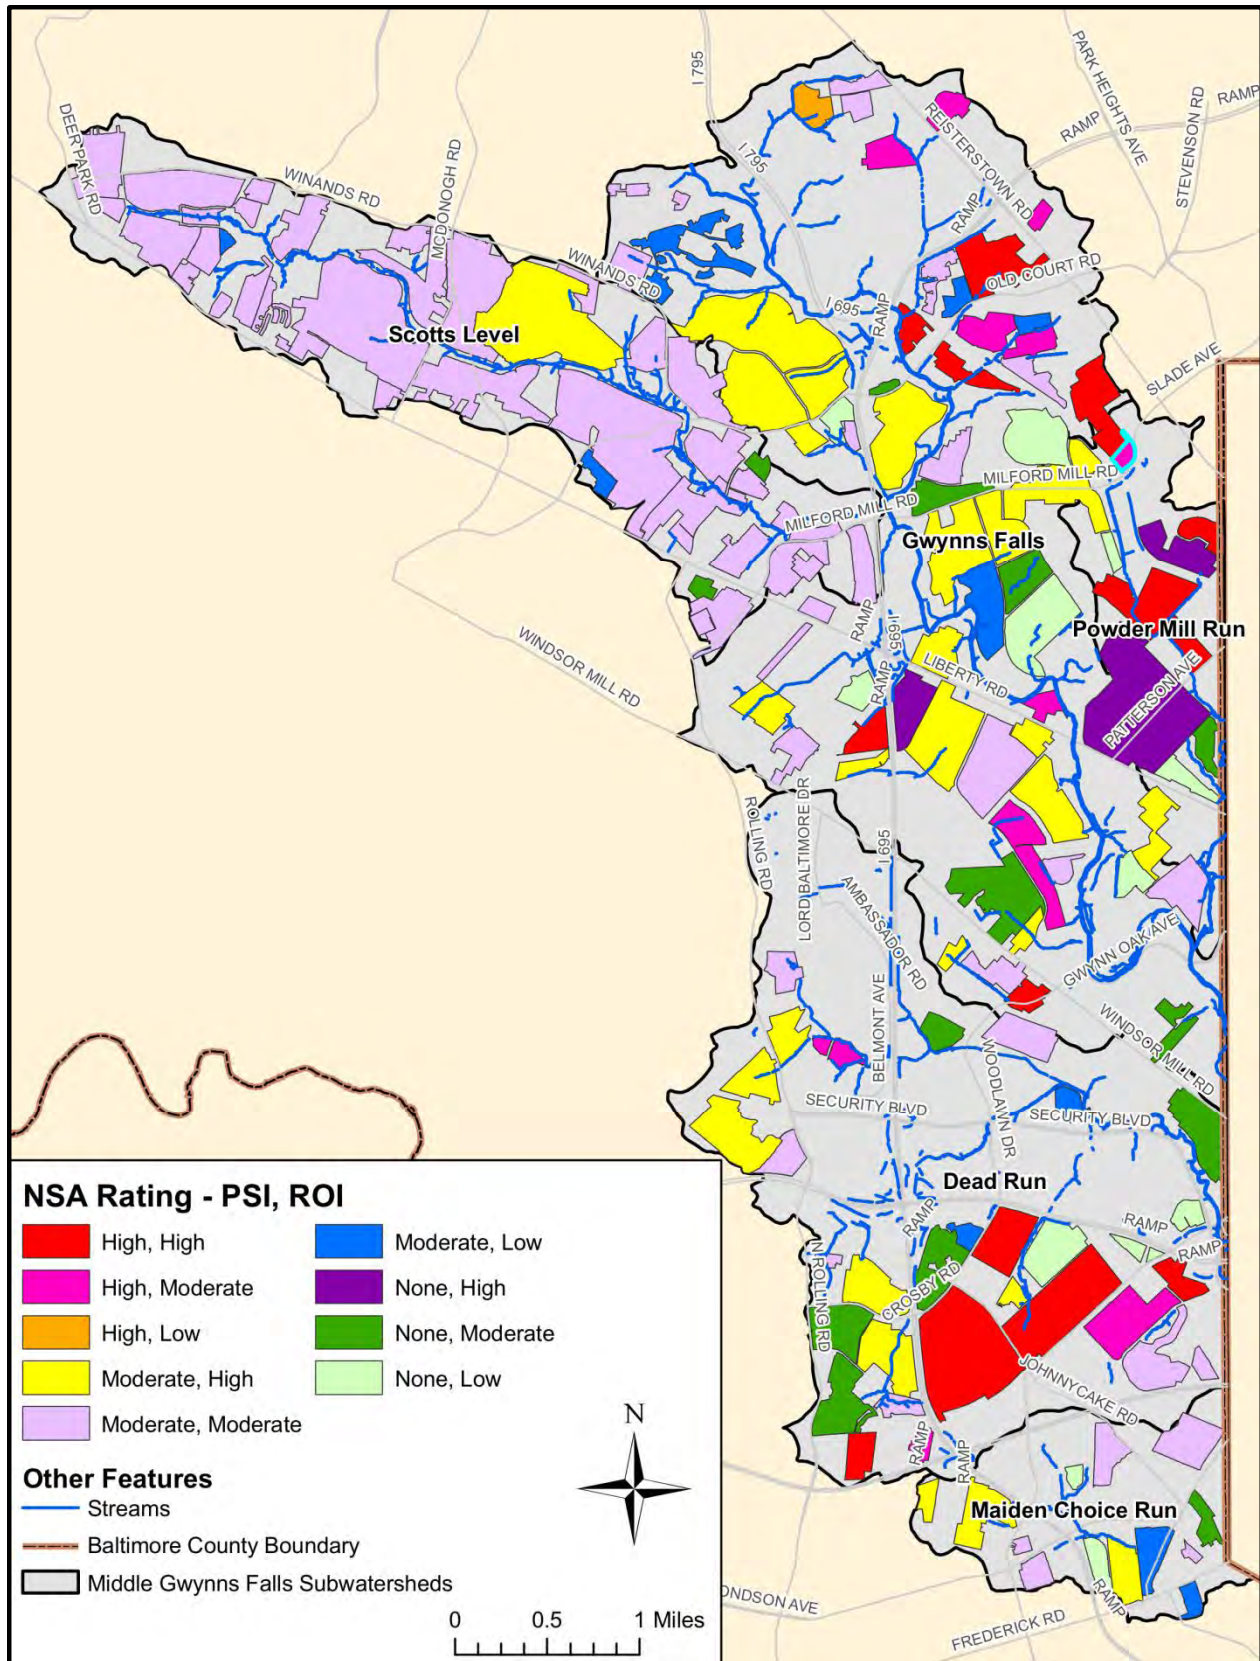 I 795
PARK HEIGHTS AVE
RAMP
STEVENSON RD
REISTERSTOWN RD
RAMP
DEER PARK RD
I 795
WINANDS RD
MCDONOGH RD
RAMP
WINANDS RD
OLD COURT RD
I 695
RAMP
Scotts Level
SLADE AVE
MILFORD MILL RD
MILFORD MILL RD
Gwynns Falls
RAMP
I 695
Powder Mill Run
WINDSOR MILL RD
LIBERTY RD
RAMP
PATTERSON AVE
ROLLING RD
LORD BALTIMORE DR
I 695
AMBASSADOR RD
GWYNN OAK AVE
BELMONT AVE
WINDSOR MILL RD
WOODLAWN DR
SECURITY BLVD
SECURITY BLVD
Dead Run
RAMP
RAMP
RAMP
N ROLLING RD
CROSBY RD
JOHNNYCAKE RD
RAMP
RAMP
Maiden Choice Run
RAMP
ONDSON AVE
FREDERICK RD
NSA Rating - PSI, ROI
High, High
High, Moderate
High, Low
Moderate, High
Moderate, Moderate
Moderate, Low
None, High
None, Moderate
None, Low
Other Features
Streams
Baltimore County Boundary
Middle Gwynns Falls Subwatersheds
N
0 0.5 1 Miles